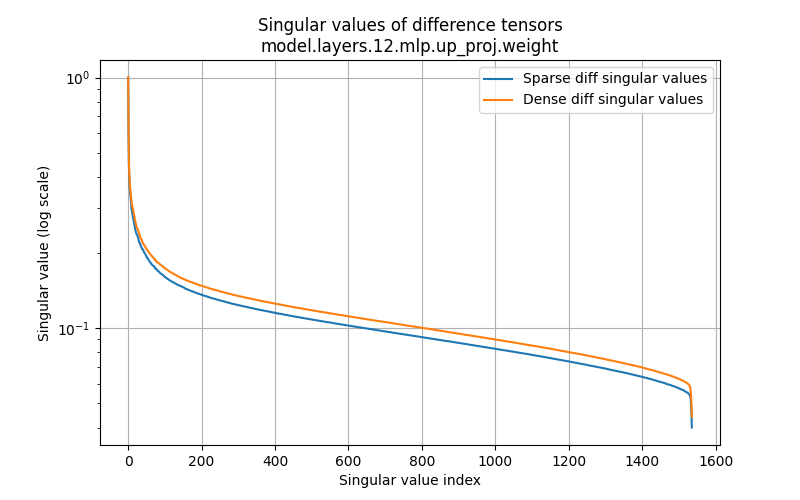 Singular values of difference tensors
model.layers.12.mlp.up_proj.weight
Singular value (log scale)
10⁰
10⁻¹
Sparse diff singular values
Dense diff singular values
0 200 400 600 800 1000 1200 1400 1600
Singular value index